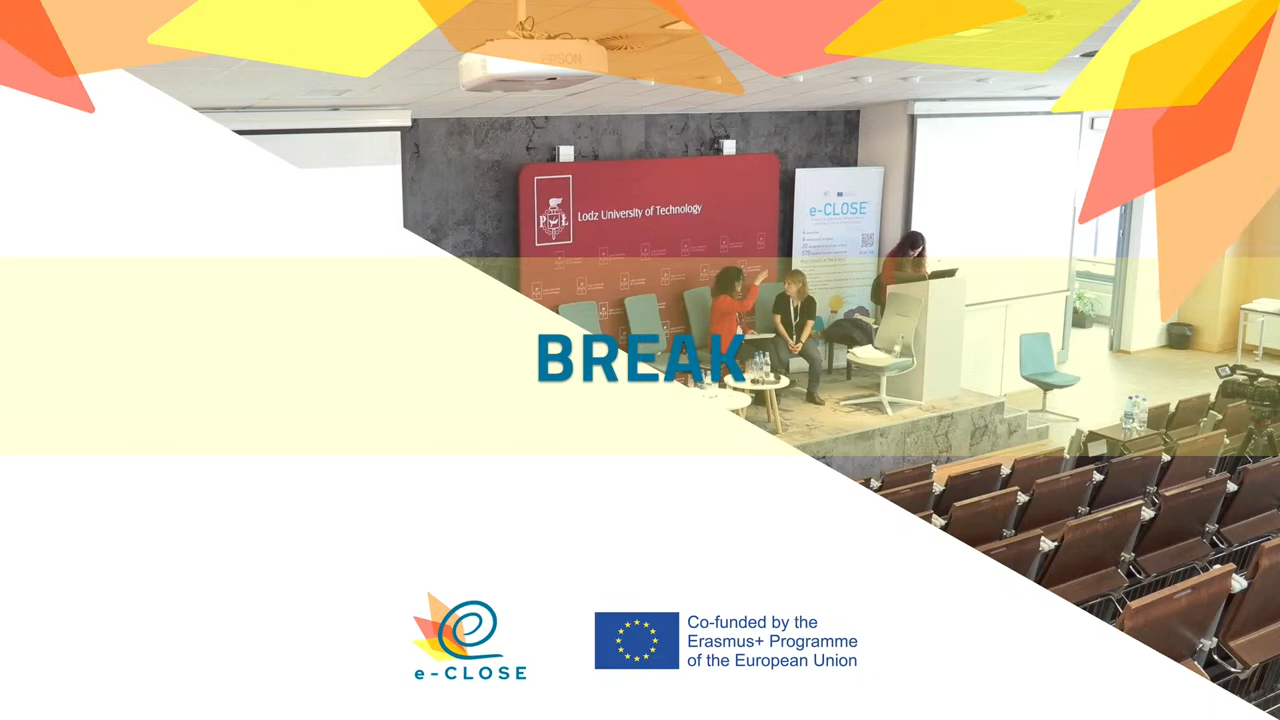 EPSON
Lodz University of Technology
P Ł
e-CLOSE
BREAK
e-CLOSE
Co-funded by the
Erasmus+ Programme
of the European Union